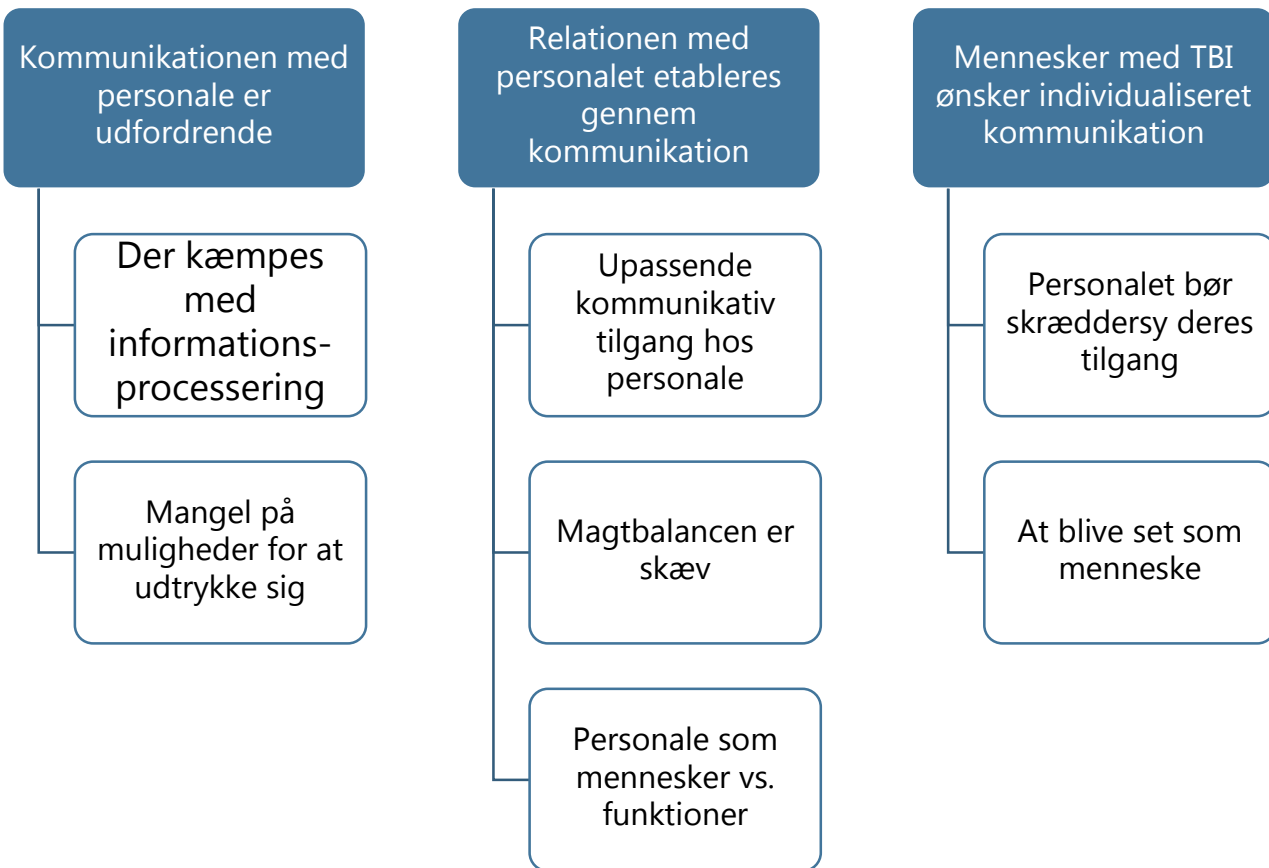 Kommunikationen med
personale er
udfordrende
Der kæmpes
med
informations-
processering
Mangel på
muligheder for at
udtrykke sig
Relationen med
personalet etableres
gennem
kommunikation
Upassende
kommunikativ
tilgang hos
personale
Magtbalancen er
skæv
Personale som
mennesker vs.
funktioner
Mennesker med TBI
ønsker individualiseret
kommunikation
Personalet bør
skræddersy deres
tilgang
At blive set som
menneske